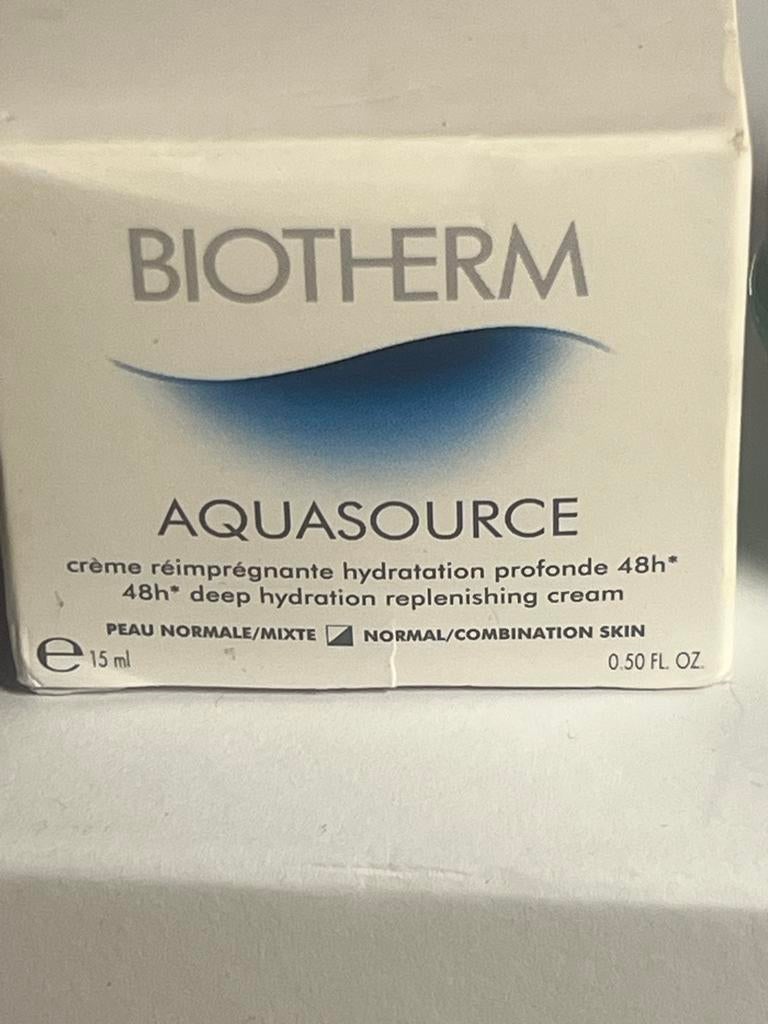 BIOTHERM
AQUASOURCE
crème réimprégnante hydratation profonde 48h*
48h* deep hydration replenishing cream
PEAU NORMALE/MIXTE NORMAL/COMBINATION SKIN
℮ 15 ml 0.50 FL. OZ.